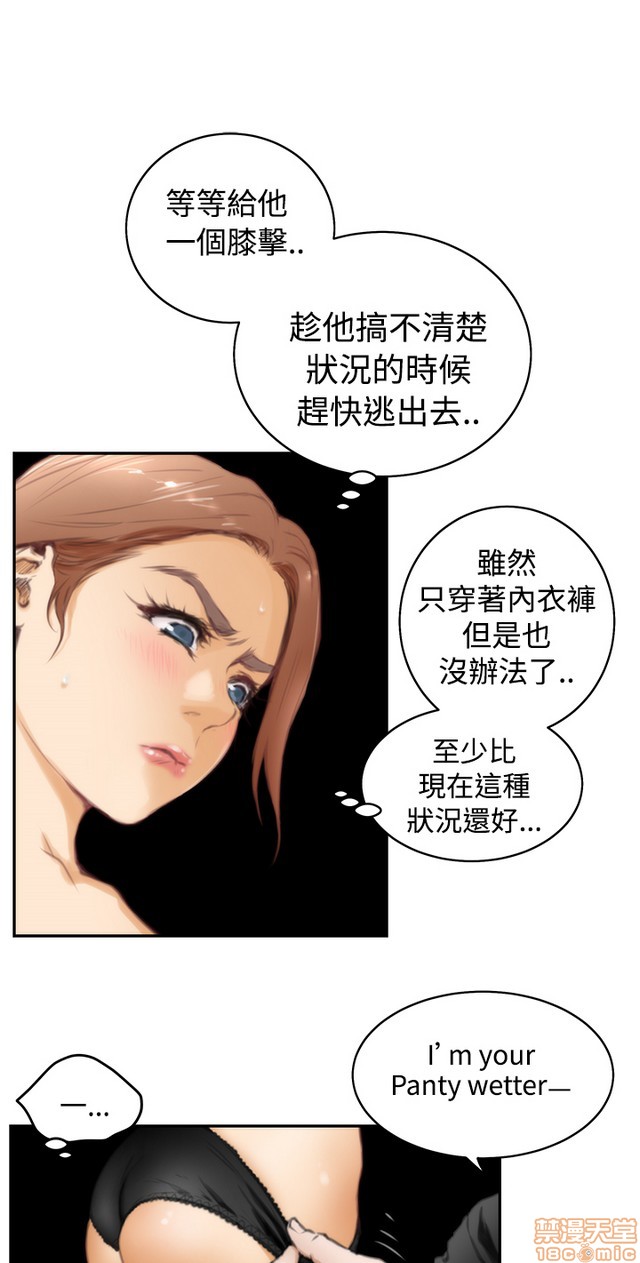 等等給他
一個膝擊..
趁他搞不清楚
狀況的時候
趕快逃出去..
雖然
只穿著內衣褲
但是也
沒辦法了..
至少比
現在這種
狀況還好...
I'm your
Panty wetter—
一...
禁漫天堂
18comic